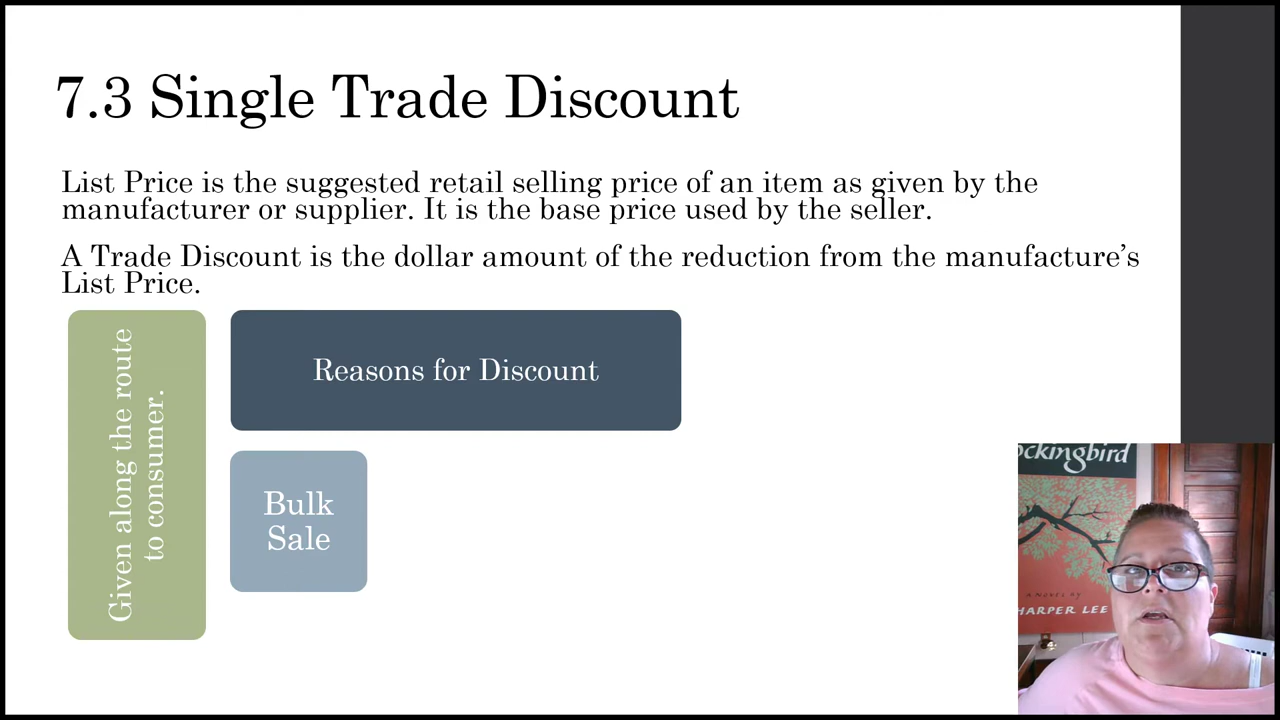 7.3 Single Trade Discount
List Price is the suggested retail selling price of an item as given by the
manufacturer or supplier. It is the base price used by the seller.
A Trade Discount is the dollar amount of the reduction from the manufacture’s
List Price.
Given along the route
to consumer.
Reasons for Discount
Bulk
Sale
ockingbird
A NOVEL BY
HARPER LEE